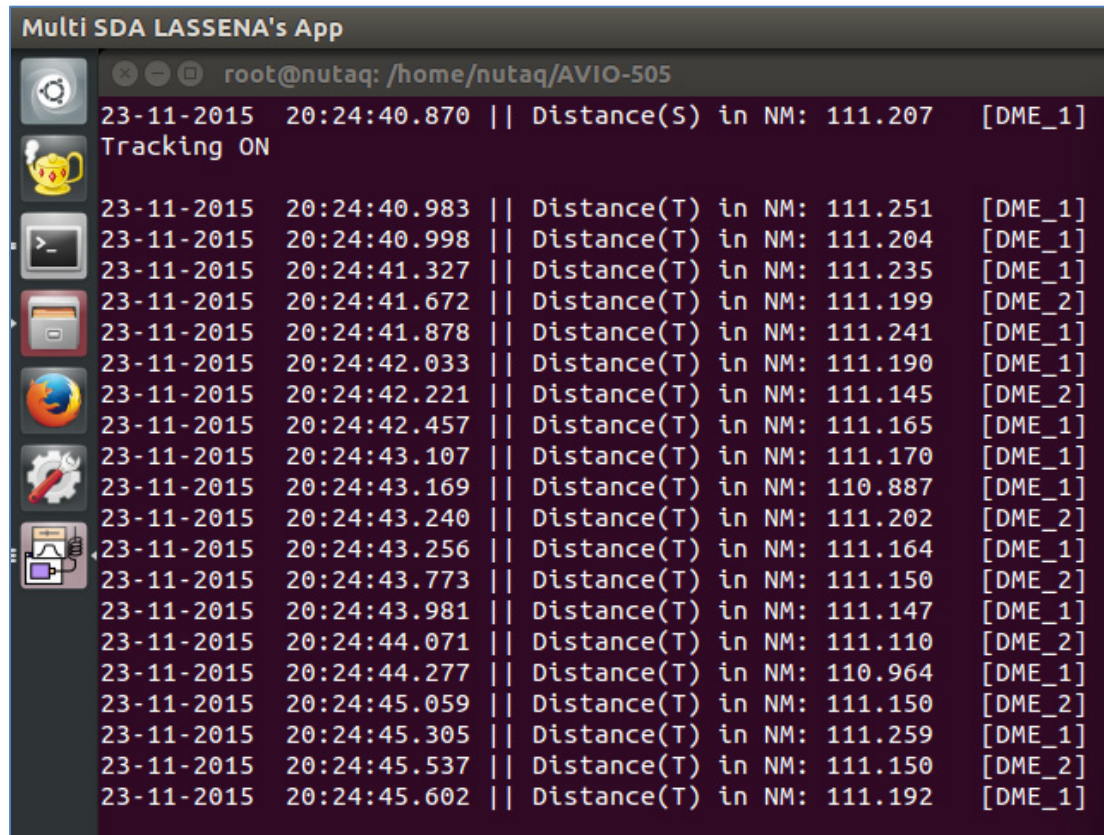 Multi SDA LASSENA's App
root@nutaq: /home/nutaq/AVIO-505
23-11-2015  20:24:40.870 || Distance(S) in NM: 111.207   [DME_1]
Tracking ON
23-11-2015  20:24:40.983 || Distance(T) in NM: 111.251   [DME_1]
23-11-2015  20:24:40.998 || Distance(T) in NM: 111.204   [DME_1]
23-11-2015  20:24:41.327 || Distance(T) in NM: 111.235   [DME_1]
23-11-2015  20:24:41.672 || Distance(T) in NM: 111.199   [DME_2]
23-11-2015  20:24:41.878 || Distance(T) in NM: 111.241   [DME_1]
23-11-2015  20:24:42.033 || Distance(T) in NM: 111.190   [DME_1]
23-11-2015  20:24:42.221 || Distance(T) in NM: 111.145   [DME_2]
23-11-2015  20:24:42.457 || Distance(T) in NM: 111.165   [DME_1]
23-11-2015  20:24:43.107 || Distance(T) in NM: 111.170   [DME_1]
23-11-2015  20:24:43.169 || Distance(T) in NM: 110.887   [DME_1]
23-11-2015  20:24:43.240 || Distance(T) in NM: 111.202   [DME_2]
23-11-2015  20:24:43.256 || Distance(T) in NM: 111.164   [DME_1]
23-11-2015  20:24:43.773 || Distance(T) in NM: 111.150   [DME_2]
23-11-2015  20:24:43.981 || Distance(T) in NM: 111.147   [DME_1]
23-11-2015  20:24:44.071 || Distance(T) in NM: 111.110   [DME_2]
23-11-2015  20:24:44.277 || Distance(T) in NM: 110.964   [DME_1]
23-11-2015  20:24:45.059 || Distance(T) in NM: 111.150   [DME_2]
23-11-2015  20:24:45.305 || Distance(T) in NM: 111.259   [DME_1]
23-11-2015  20:24:45.537 || Distance(T) in NM: 111.150   [DME_2]
23-11-2015  20:24:45.602 || Distance(T) in NM: 111.192   [DME_1]